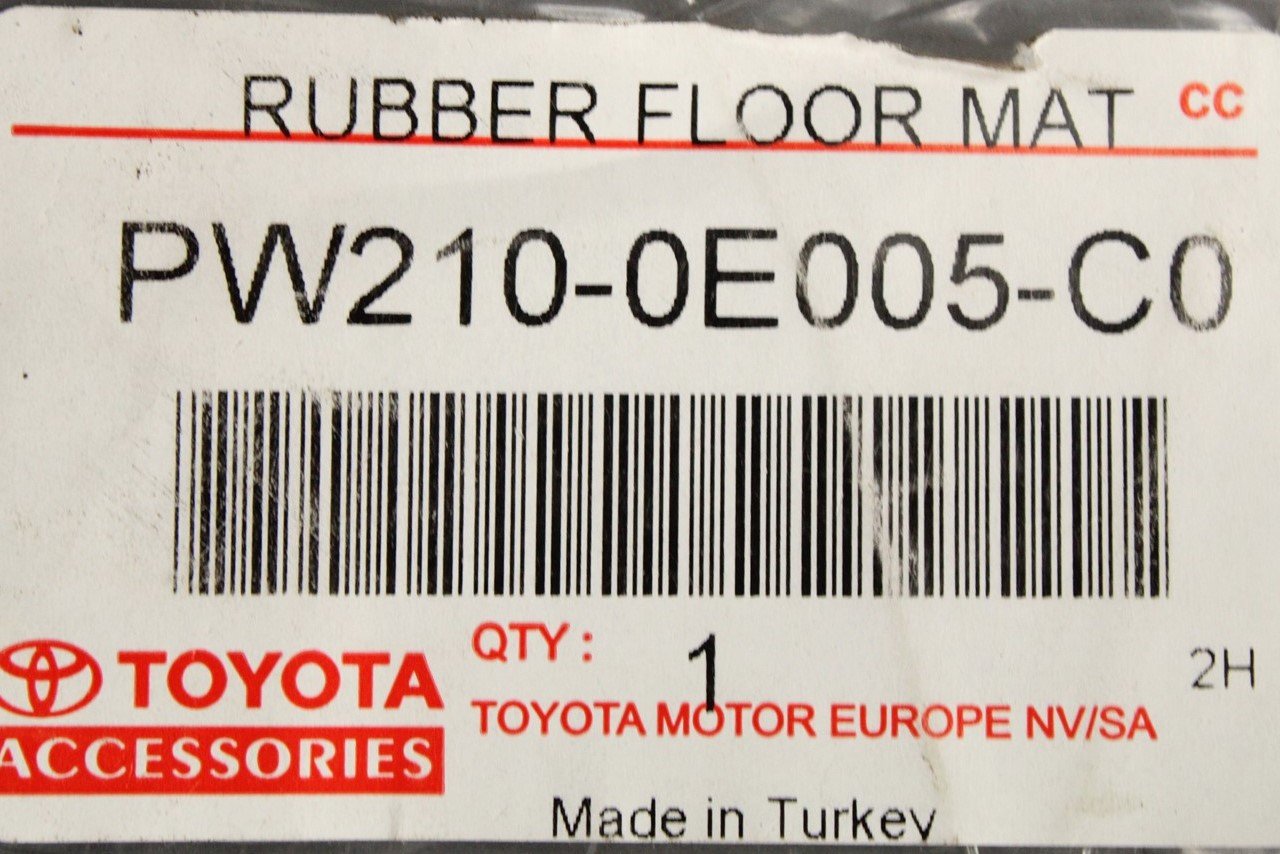 RUBBER FLOOR MAT CC
PW210-0E005-C0
QTY : 1
2H
TOYOTA
TOYOTA MOTOR EUROPE NV/SA
ACCESSORIES
Made in Turkey